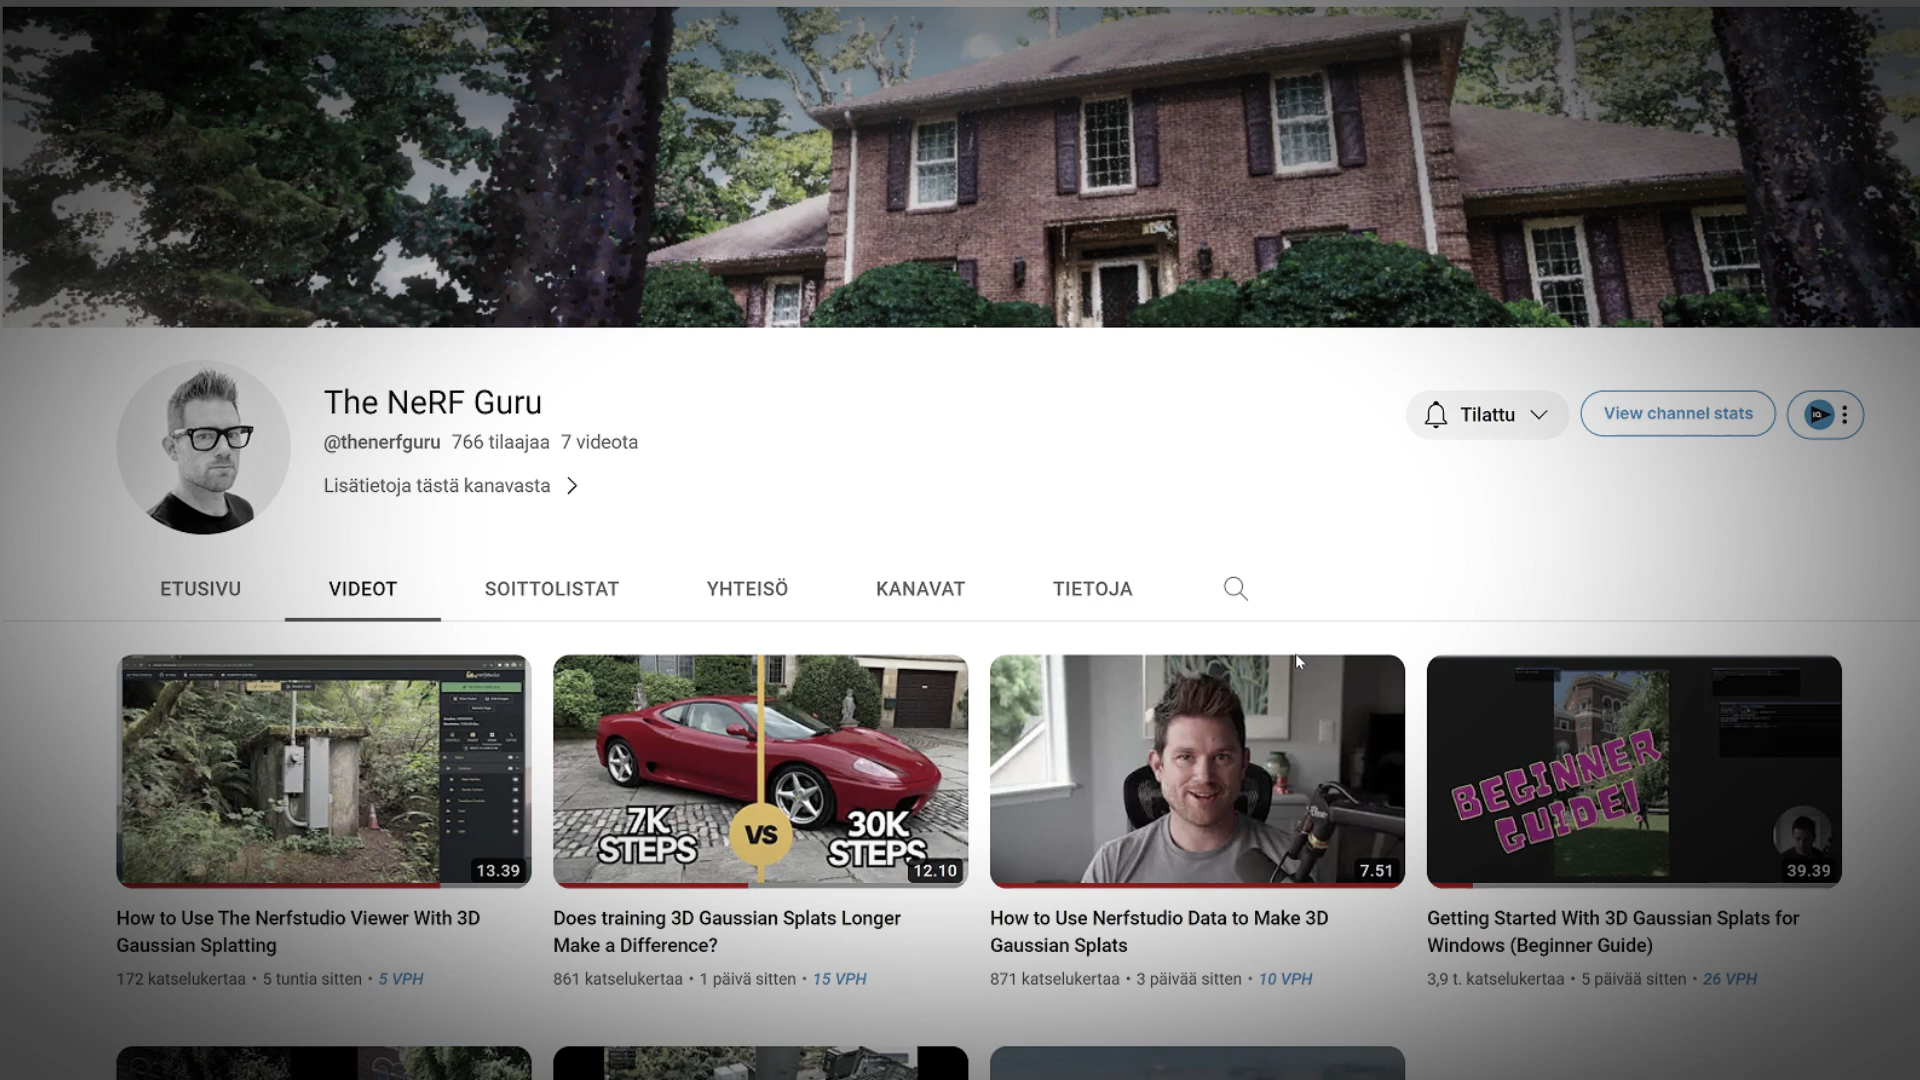 The NeRF Guru
@thenerfguru 766 tilaajaa 7 videota
Lisätietoja tästä kanavasta
Tilattu
View channel stats
ETUSIVU VIDEOT SOITTOLISTAT YHTEISÖ KANAVAT TIETOJA
13.39
7K STEPS
VS
30K STEPS
12.10
7.51
BEGINNER
GUIDE!
39.39
How to Use The Nerfstudio Viewer With 3D
Gaussian Splatting
172 katselukertaa • 5 tuntia sitten • 5 VPH
Does training 3D Gaussian Splats Longer
Make a Difference?
861 katselukertaa • 1 päivä sitten • 15 VPH
How to Use Nerfstudio Data to Make 3D
Gaussian Splats
871 katselukertaa • 3 päivää sitten • 10 VPH
Getting Started With 3D Gaussian Splats for
Windows (Beginner Guide)
3,9 t. katselukertaa • 5 päivää sitten • 26 VPH